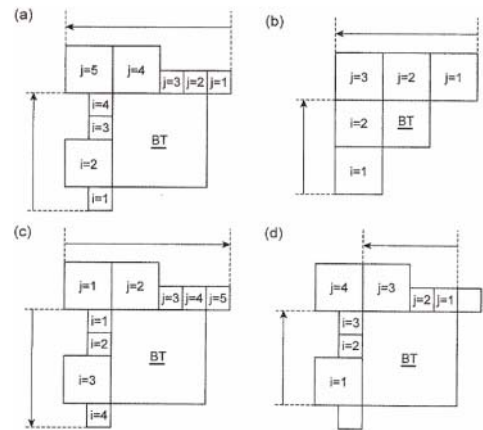 (a)
j=5 j=4 j=3 j=2 j=1
i=4
i=3
i=2
i=1
BT
(b)
j=3 j=2 j=1
i=2 BT
i=1
(c)
j=1 j=2 j=3 j=4 j=5
i=1
i=2
i=3
i=4
BT
(d)
j=4 j=3 j=2 j=1
i=3
i=2
i=1
BT